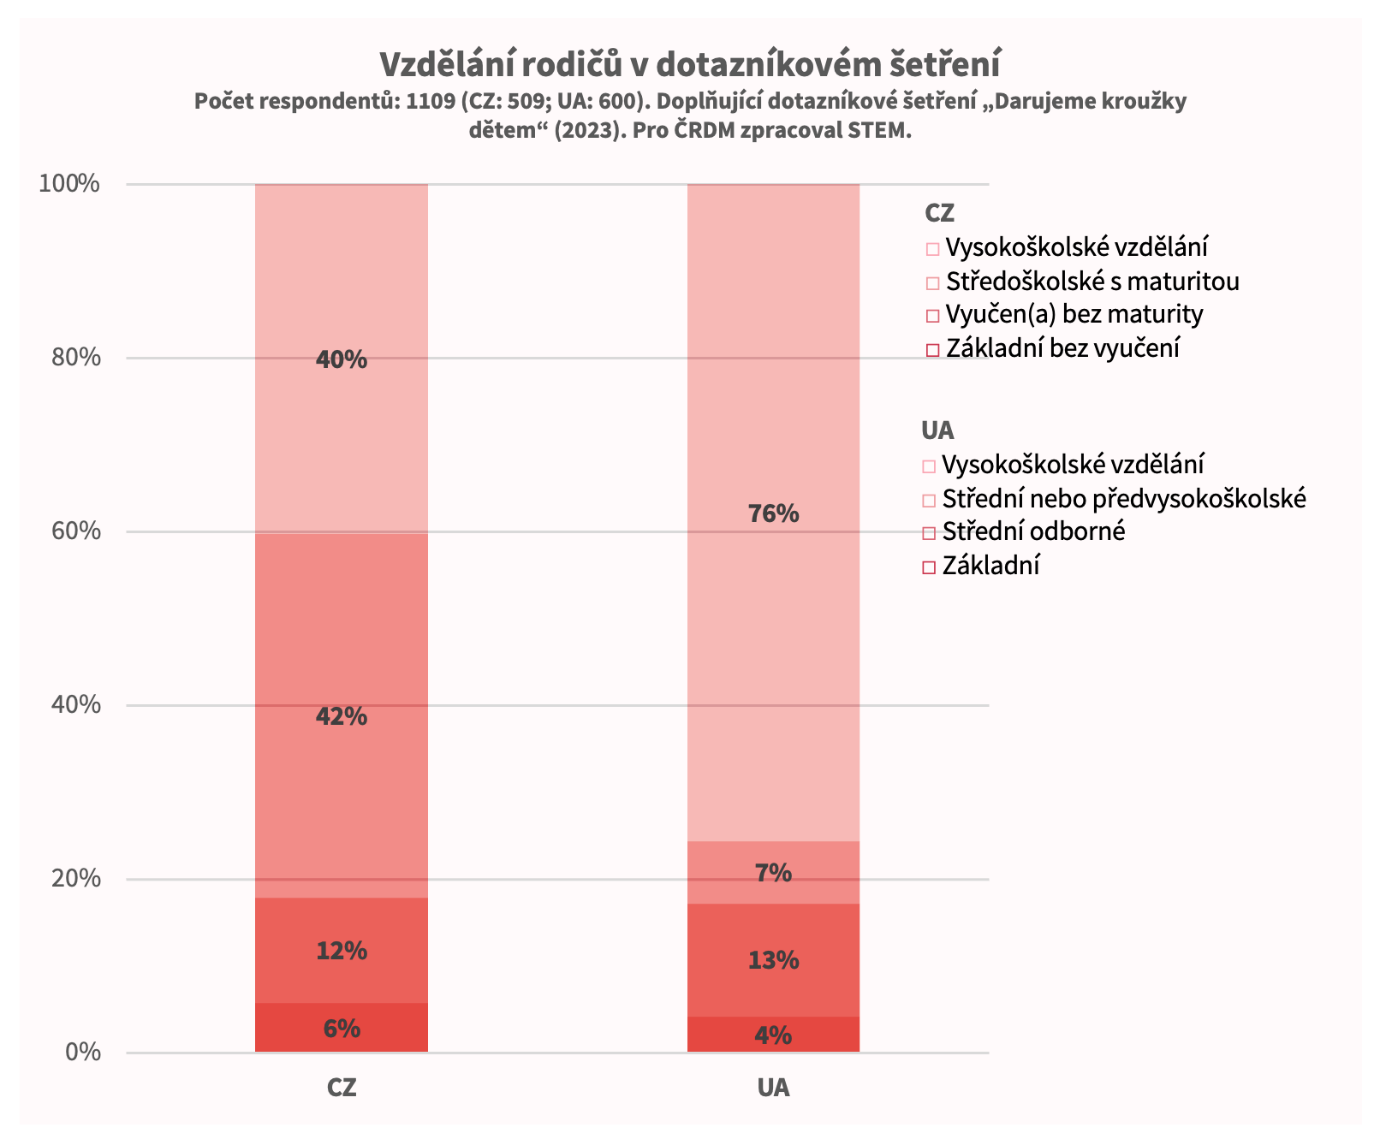 Vzdělání rodičů v dotazníkovém šetření
Počet respondentů: 1109 (CZ: 509; UA: 600). Doplňující dotazníkové šetření „Darujeme kroužky
dětem“ (2023). Pro ČRDM zpracoval STEM.
100%
80%
60%
40%
20%
0%
40%
42%
12%
6%
76%
7%
13%
4%
CZ
UA
CZ
Vysokoškolské vzdělání
Středoškolské s maturitou
Vyučen(a) bez maturity
Základní bez vyučení
UA
Vysokoškolské vzdělání
Střední nebo předvysokoškolské
Střední odborné
Základní